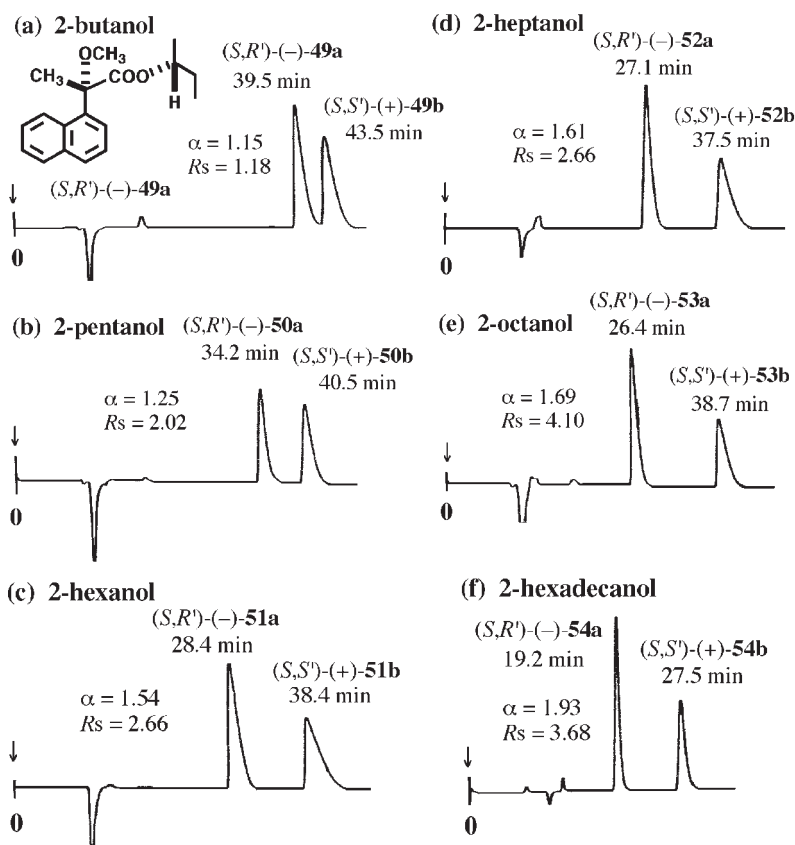 (a) 2-butanol
OCH₃
CH₃
COO
H
(S,R')-(–)-49a
39.5 min
(S,S')-(+)-49b
43.5 min
α = 1.15
Rs = 1.18
(S,R')-(–)-49a
0
(b) 2-pentanol
(S,R')-(–)-50a
34.2 min
(S,S')-(+)-50b
40.5 min
α = 1.25
Rs = 2.02
0
(c) 2-hexanol
(S,R')-(–)-51a
28.4 min
(S,S')-(+)-51b
38.4 min
α = 1.54
Rs = 2.66
0
(d) 2-heptanol
(S,R')-(–)-52a
27.1 min
(S,S')-(+)-52b
37.5 min
α = 1.61
Rs = 2.66
0
(e) 2-octanol
(S,R')-(–)-53a
26.4 min
(S,S')-(+)-53b
38.7 min
α = 1.69
Rs = 4.10
0
(f) 2-hexadecanol
(S,R')-(–)-54a
19.2 min
(S,S')-(+)-54b
27.5 min
α = 1.93
Rs = 3.68
0